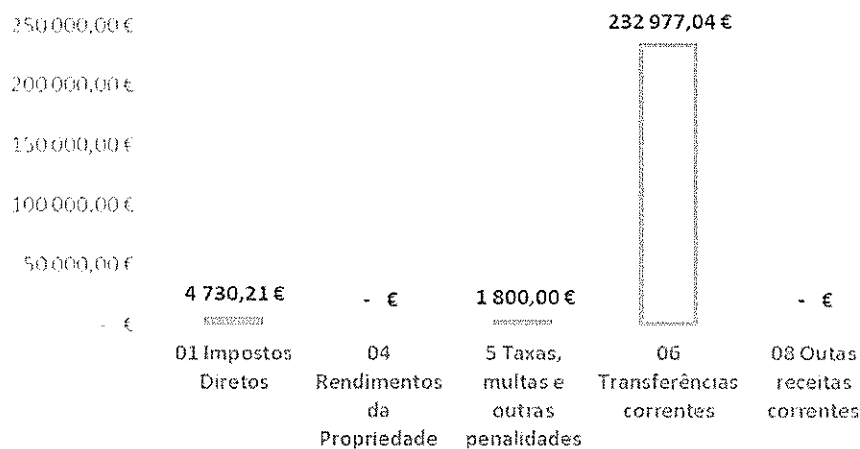 250 000,00 €
232 977,04 €
200 000,00 €
150 000,00 €
100 000,00 €
50 000,00 €
4 730,21 €
- €
1 800,00 €
- €
- €
01 Impostos
Diretos
04
Rendimentos
da
Propriedade
5 Taxas,
multas e
outras
penalidades
06
Transferências
correntes
08 Outas
receitas
correntes